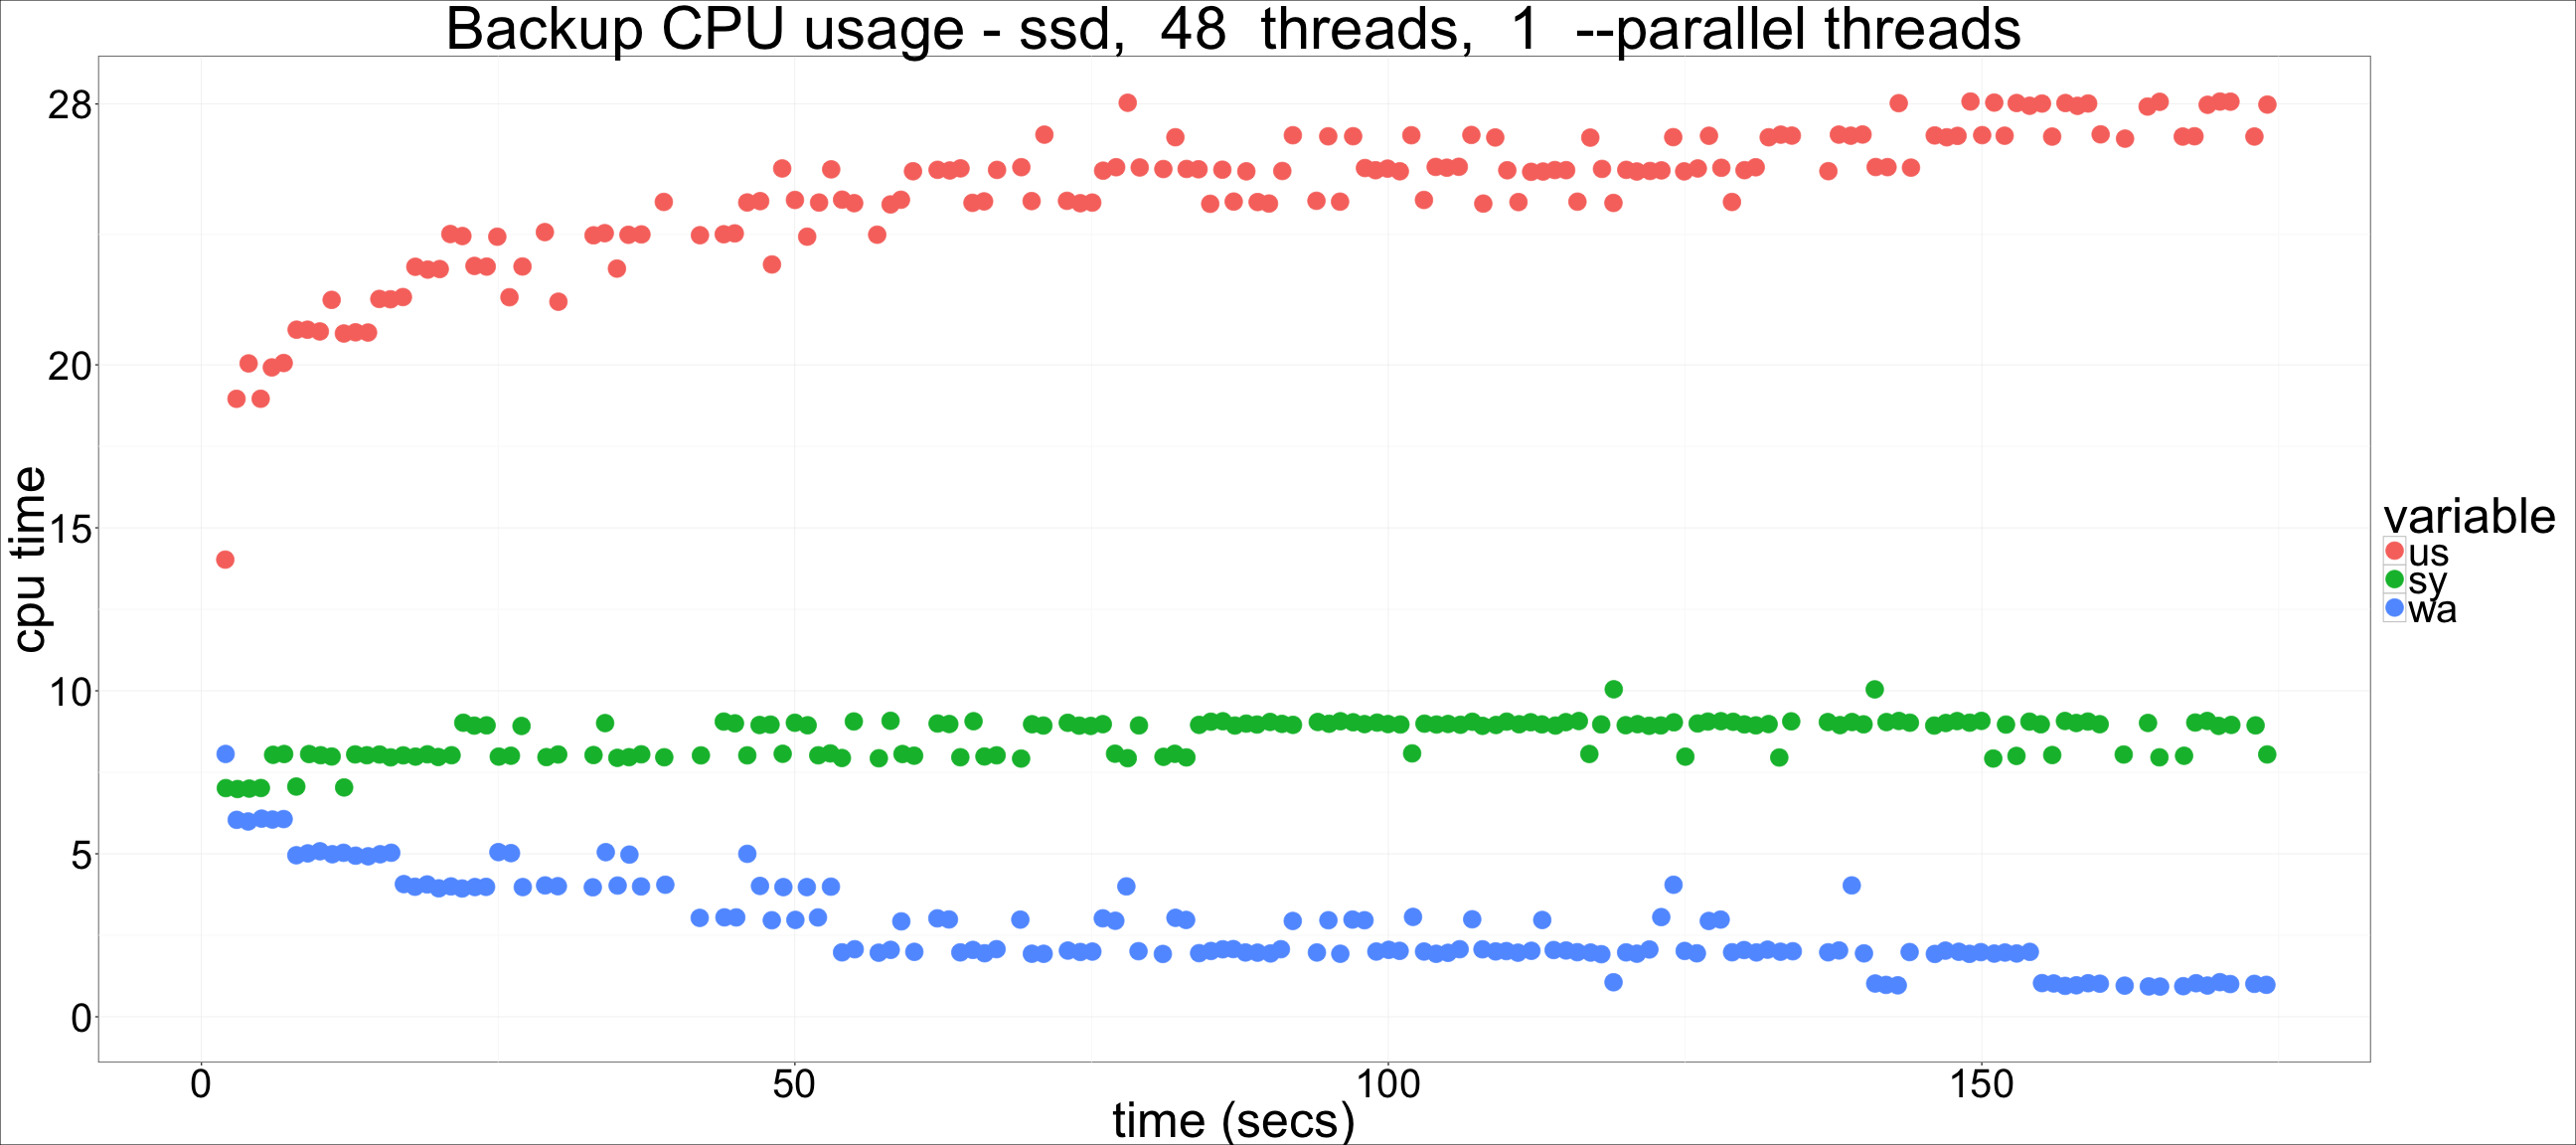 Backup CPU usage - ssd,  48  threads,  1  --parallel threads
28
20
15
10
5
0
cpu time
0
50
100
150
time (secs)
variable
us
sy
wa